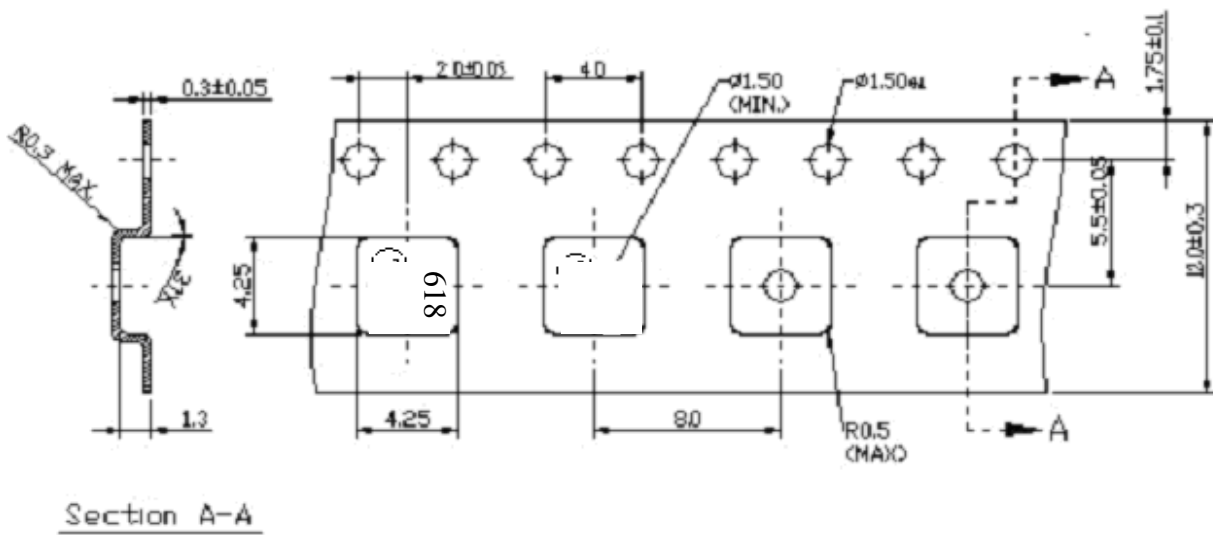 2.0±0.05
4.0
Ø1.50
(MIN.)
Ø1.50
A
1.75±0.1
0.3±0.05
R0.3 MAX.
5.5±0.05
12.0±0.3
4.25
618
1.3
4.25
8.0
R0.5
(MAX)
A
Section A-A